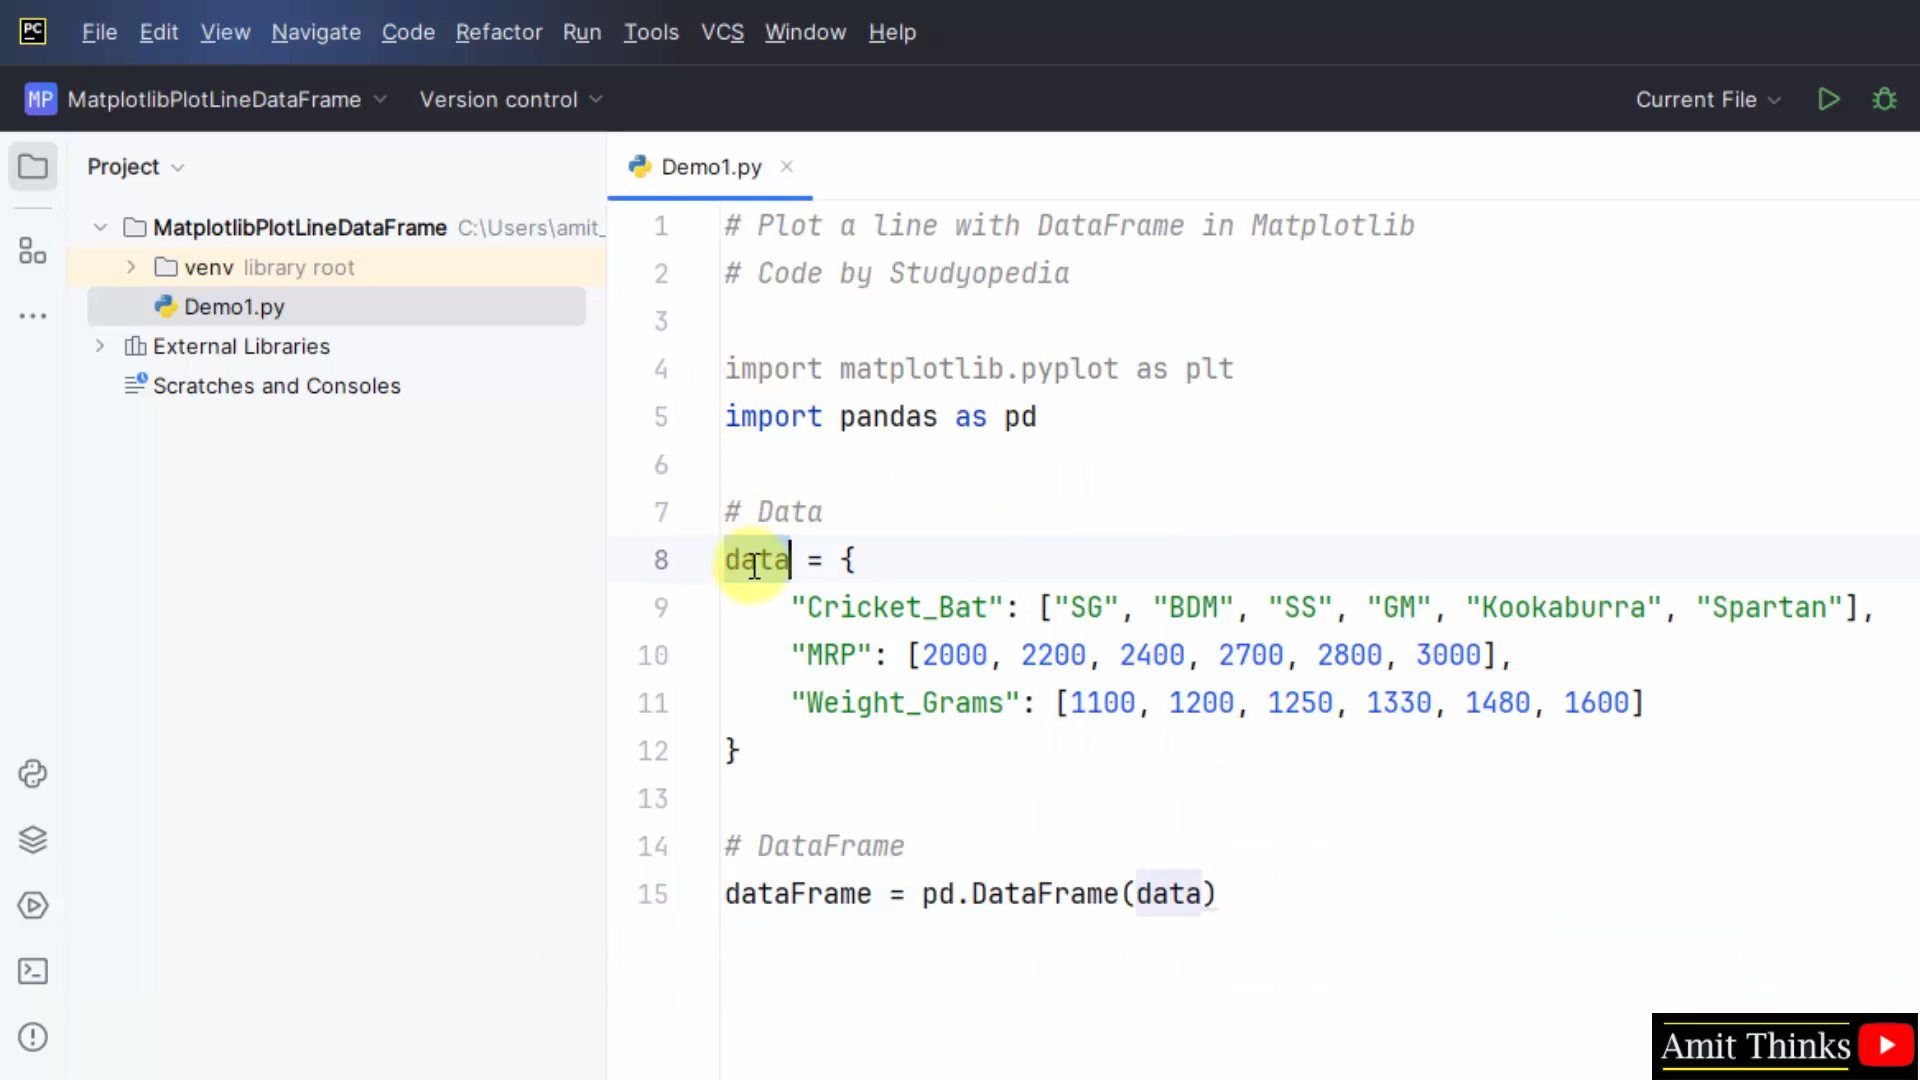 PC File Edit View Navigate Code Refactor Run Tools VCS Window Help
MP MatplotlibPlotLineDataFrame Version control Current File
Project
MatplotlibPlotLineDataFrame C:\Users\amit_
venv library root
Demo1.py
External Libraries
Scratches and Consoles
Demo1.py
1 # Plot a line with DataFrame in Matplotlib
2 # Code by Studyopedia
3
4 import matplotlib.pyplot as plt
5 import pandas as pd
6
7 # Data
8 data = {
9 "Cricket_Bat": ["SG", "BDM", "SS", "GM", "Kookaburra", "Spartan"],
10 "MRP": [2000, 2200, 2400, 2700, 2800, 3000],
11 "Weight_Grams": [1100, 1200, 1250, 1330, 1480, 1600]
12 }
13
14 # DataFrame
15 dataFrame = pd.DataFrame(data)
Amit Thinks